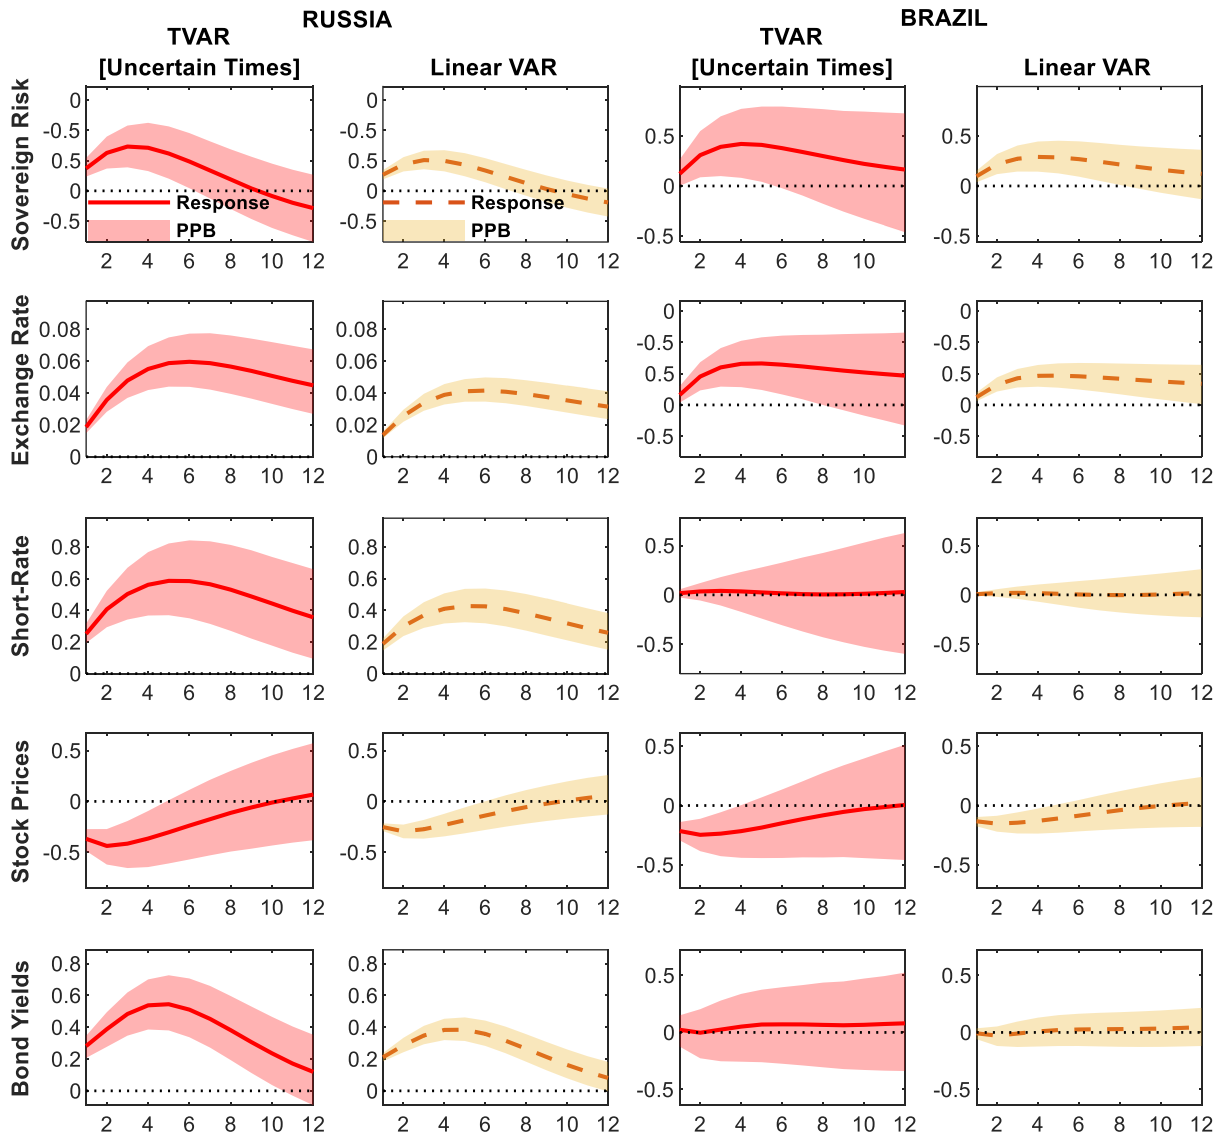 RUSSIA
BRAZIL
TVAR
[Uncertain Times]
Linear VAR
TVAR
[Uncertain Times]
Linear VAR
Sovereign Risk
0
-0.5
0.5
0
-0.5
Response
PPB
2 4 6 8 10 12
0
-0.5
0.5
0
-0.5
Response
PPB
2 4 6 8 10 12
0.5
0
-0.5
2 4 6 8 10 12
0.5
0
-0.5
2 4 6 8 10 12
Exchange Rate
0.08
0.06
0.04
0.02
0
2 4 6 8 10 12
0.08
0.06
0.04
0.02
0
2 4 6 8 10 12
0
-0.5
0.5
0
-0.5
2 4 6 8 10 12
0
-0.5
0.5
0
-0.5
2 4 6 8 10 12
Short-Rate
0.8
0.6
0.4
0.2
0
2 4 6 8 10 12
0.8
0.6
0.4
0.2
0
2 4 6 8 10 12
0.5
0
-0.5
2 4 6 8 10 12
0.5
0
-0.5
2 4 6 8 10 12
Stock Prices
0.5
0
-0.5
2 4 6 8 10 12
0.5
0
-0.5
2 4 6 8 10 12
0.5
0
-0.5
2 4 6 8 10 12
0.5
0
-0.5
2 4 6 8 10 12
Bond Yields
0.8
0.6
0.4
0.2
0
2 4 6 8 10 12
0.8
0.6
0.4
0.2
0
2 4 6 8 10 12
0.5
0
-0.5
2 4 6 8 10 12
0.5
0
-0.5
2 4 6 8 10 12